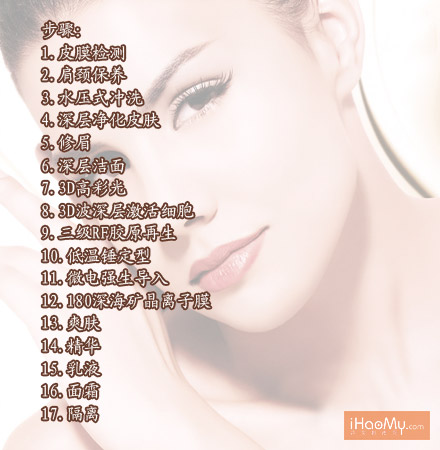 步骤:
1.皮膜检测
2.肩颈保养
3.水压式冲洗
4.深层净化皮肤
5.修眉
6.深层洁面
7.3D高彩光
8.3D波深层激活细胞
9.三级RF胶原再生
10.低温锤定型
11.微电强生导入
12.180深海矿晶离子膜
13.爽肤
14.精华
15.乳液
16.面霜
17.隔离
iHaoMy.com